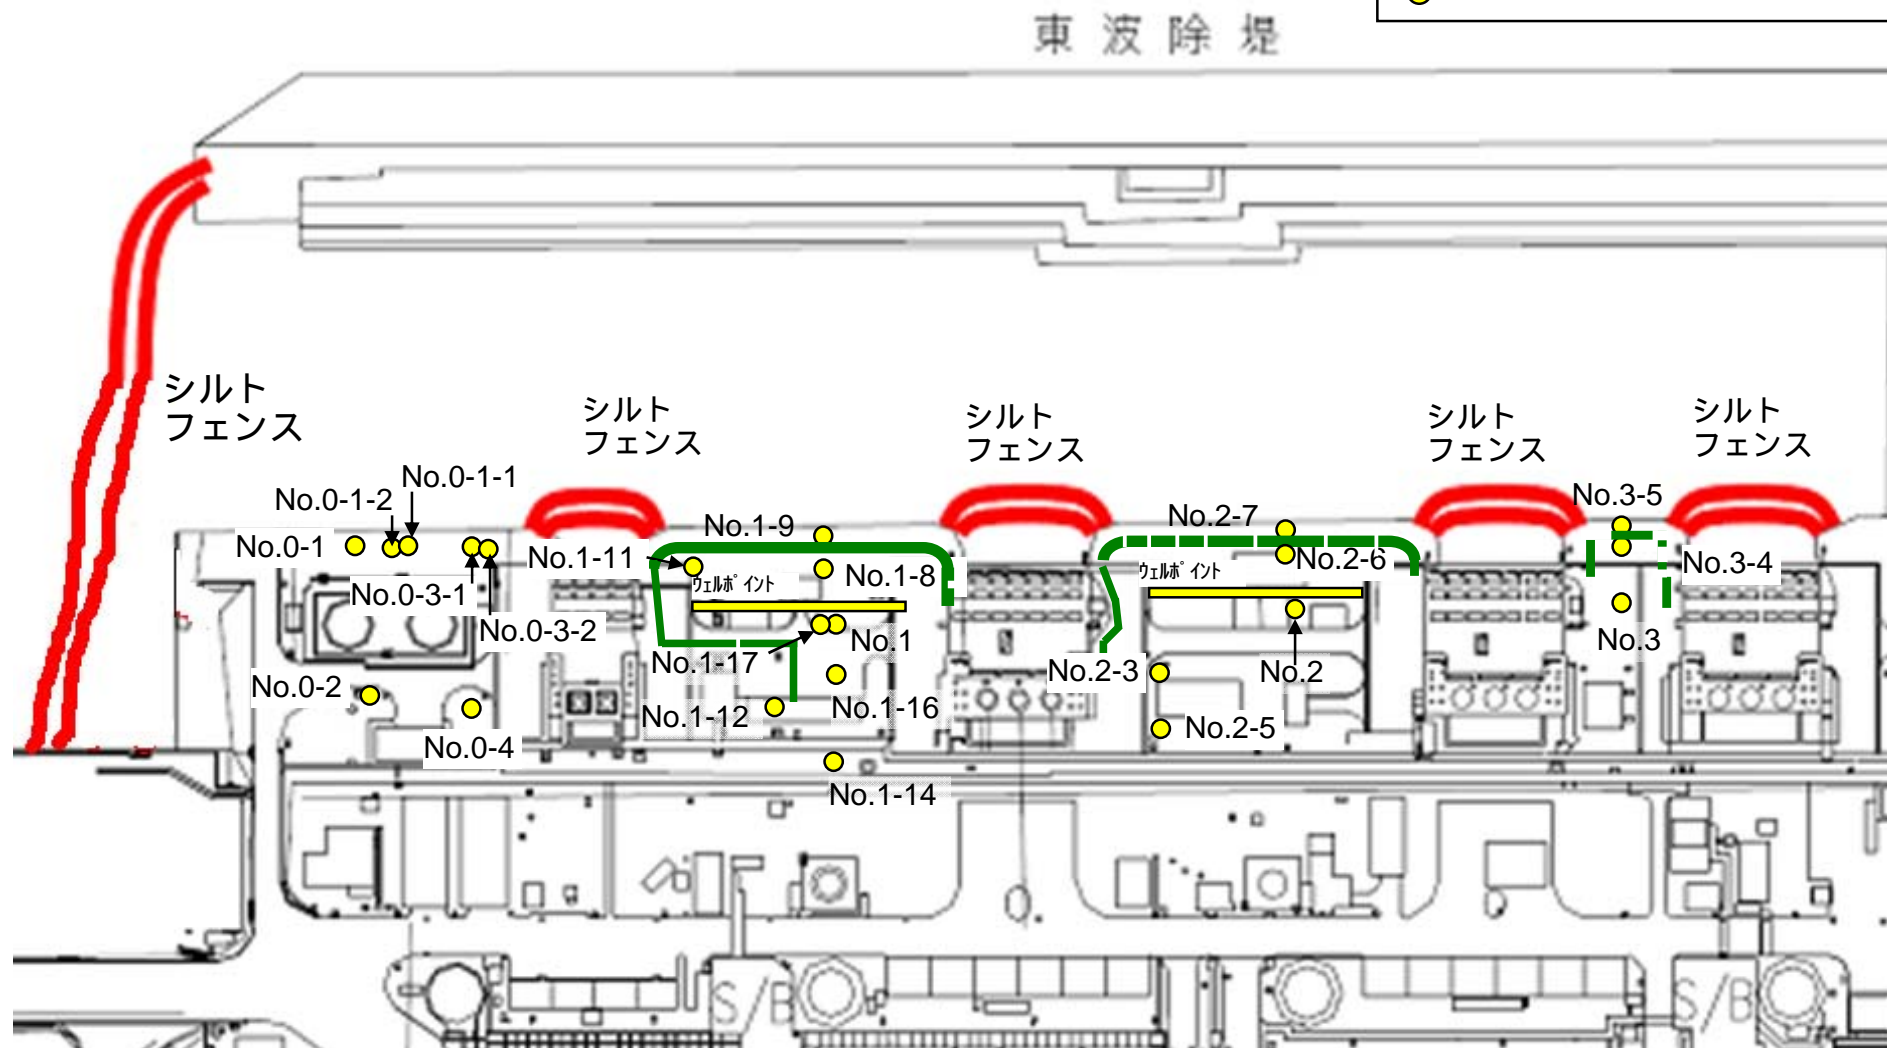 東波除堤
シルト
フェンス
シルト
フェンス
シルト
フェンス
シルト
フェンス
シルト
フェンス
No.0-1-1
No.0-1-2
No.0-1
No.0-3-1
No.0-3-2
No.0-2
No.0-4
No.1-9
No.1-11
ｳｪﾙﾎﾟｲﾝﾄ
No.1-8
No.1
No.1-17
No.1-16
No.1-12
No.1-14
No.2-7
No.2-6
ｳｪﾙﾎﾟｲﾝﾄ
No.2-3
No.2
No.2-5
No.3-5
No.3-4
No.3
S/B
S/B